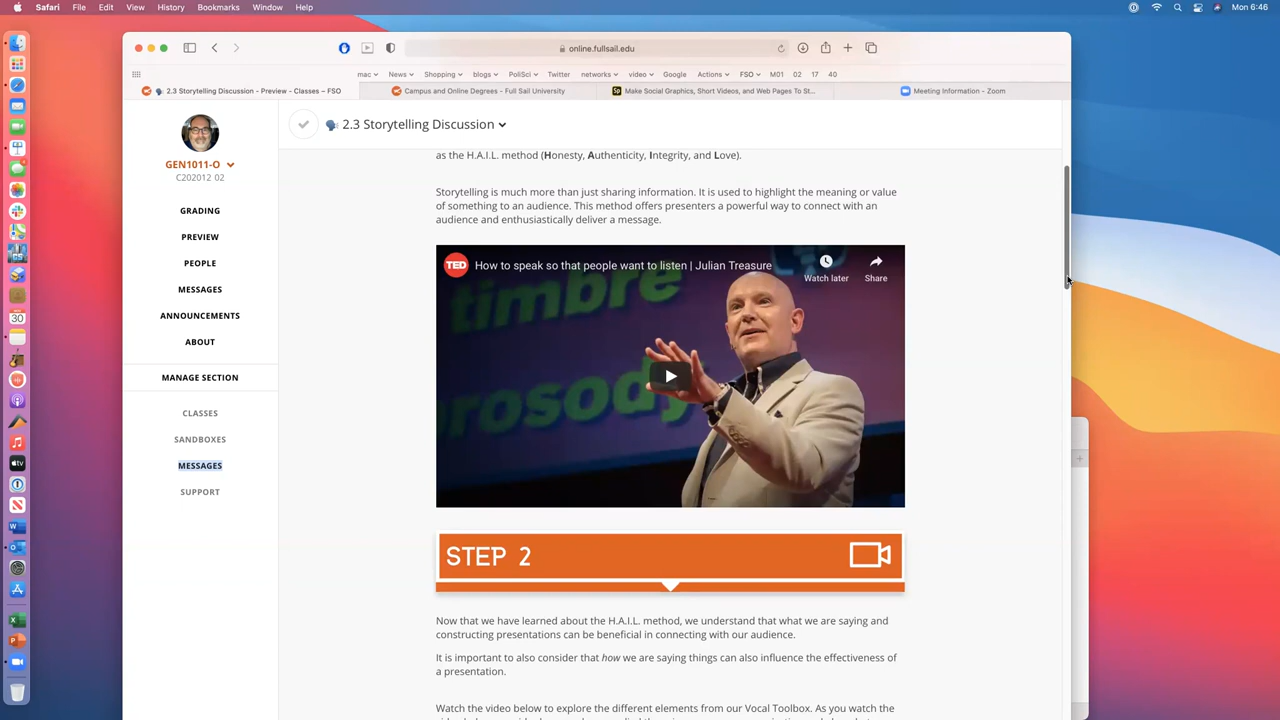 Safari File Edit View History Bookmarks Window Help Mon 6:46
online.fullsail.edu
mac News Shopping blogs PoliSci Twitter networks video Google Actions FSO M01 02 17 40
2.3 Storytelling Discussion - Preview - Classes ~ FSO Campus and Online Degrees - Full Sail University Sp Make Social Graphics, Short Videos, and Web Pages To St... Meeting Information - Zoom
GEN1011-O
C202012 02
GRADING
PREVIEW
PEOPLE
MESSAGES
ANNOUNCEMENTS
ABOUT
MANAGE SECTION
CLASSES
SANDBOXES
MESSAGES
SUPPORT
2.3 Storytelling Discussion
as the H.A.I.L. method (Honesty, Authenticity, Integrity, and Love).
Storytelling is much more than just sharing information. It is used to highlight the meaning or value
of something to an audience. This method offers presenters a powerful way to connect with an
audience and enthusiastically deliver a message.
TED How to speak so that people want to listen | Julian Treasure
Watch later Share
timbre
prosody
STEP 2
Now that we have learned about the H.A.I.L. method, we understand that what we are saying and
constructing presentations can be beneficial in connecting with our audience.
It is important to also consider that how we are saying things can also influence the effectiveness of
a presentation.
Watch the video below to explore the different elements from our Vocal Toolbox. As you watch the